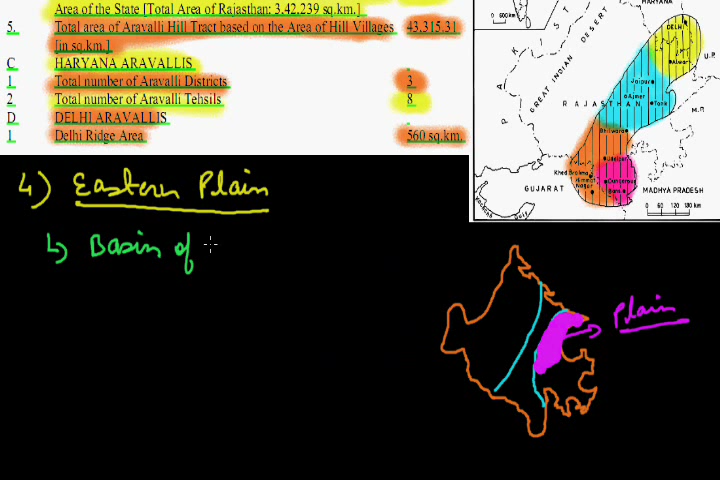 Area of the State [Total Area of Rajasthan: 3,42,239 sq.km.]
5. Total area of Aravalli Hill Tract based on the Area of Hill Villages [in sq.km.] 43.315.31
C HARYANA ARAVALLIS
1 Total number of Aravalli Districts 3
2 Total number of Aravalli Tehsils 8
D DELHI ARAVALLIS
1 Delhi Ridge Area 560 sq.km.
HARYANA
500km
DELHI
U.P.
Alwar
GREAT INDIAN DESERT
Jaipur
Ajmer
Tonk
RAJASTHAN
M.P.
Bhilwara
Udaipur
Khed Brahma
Himmat Nagar
Dungarpur
GUJARAT
MADHYA PRADESH
0 60 120 180 km
4) Eastern Plain
↳ Basin of
Plain